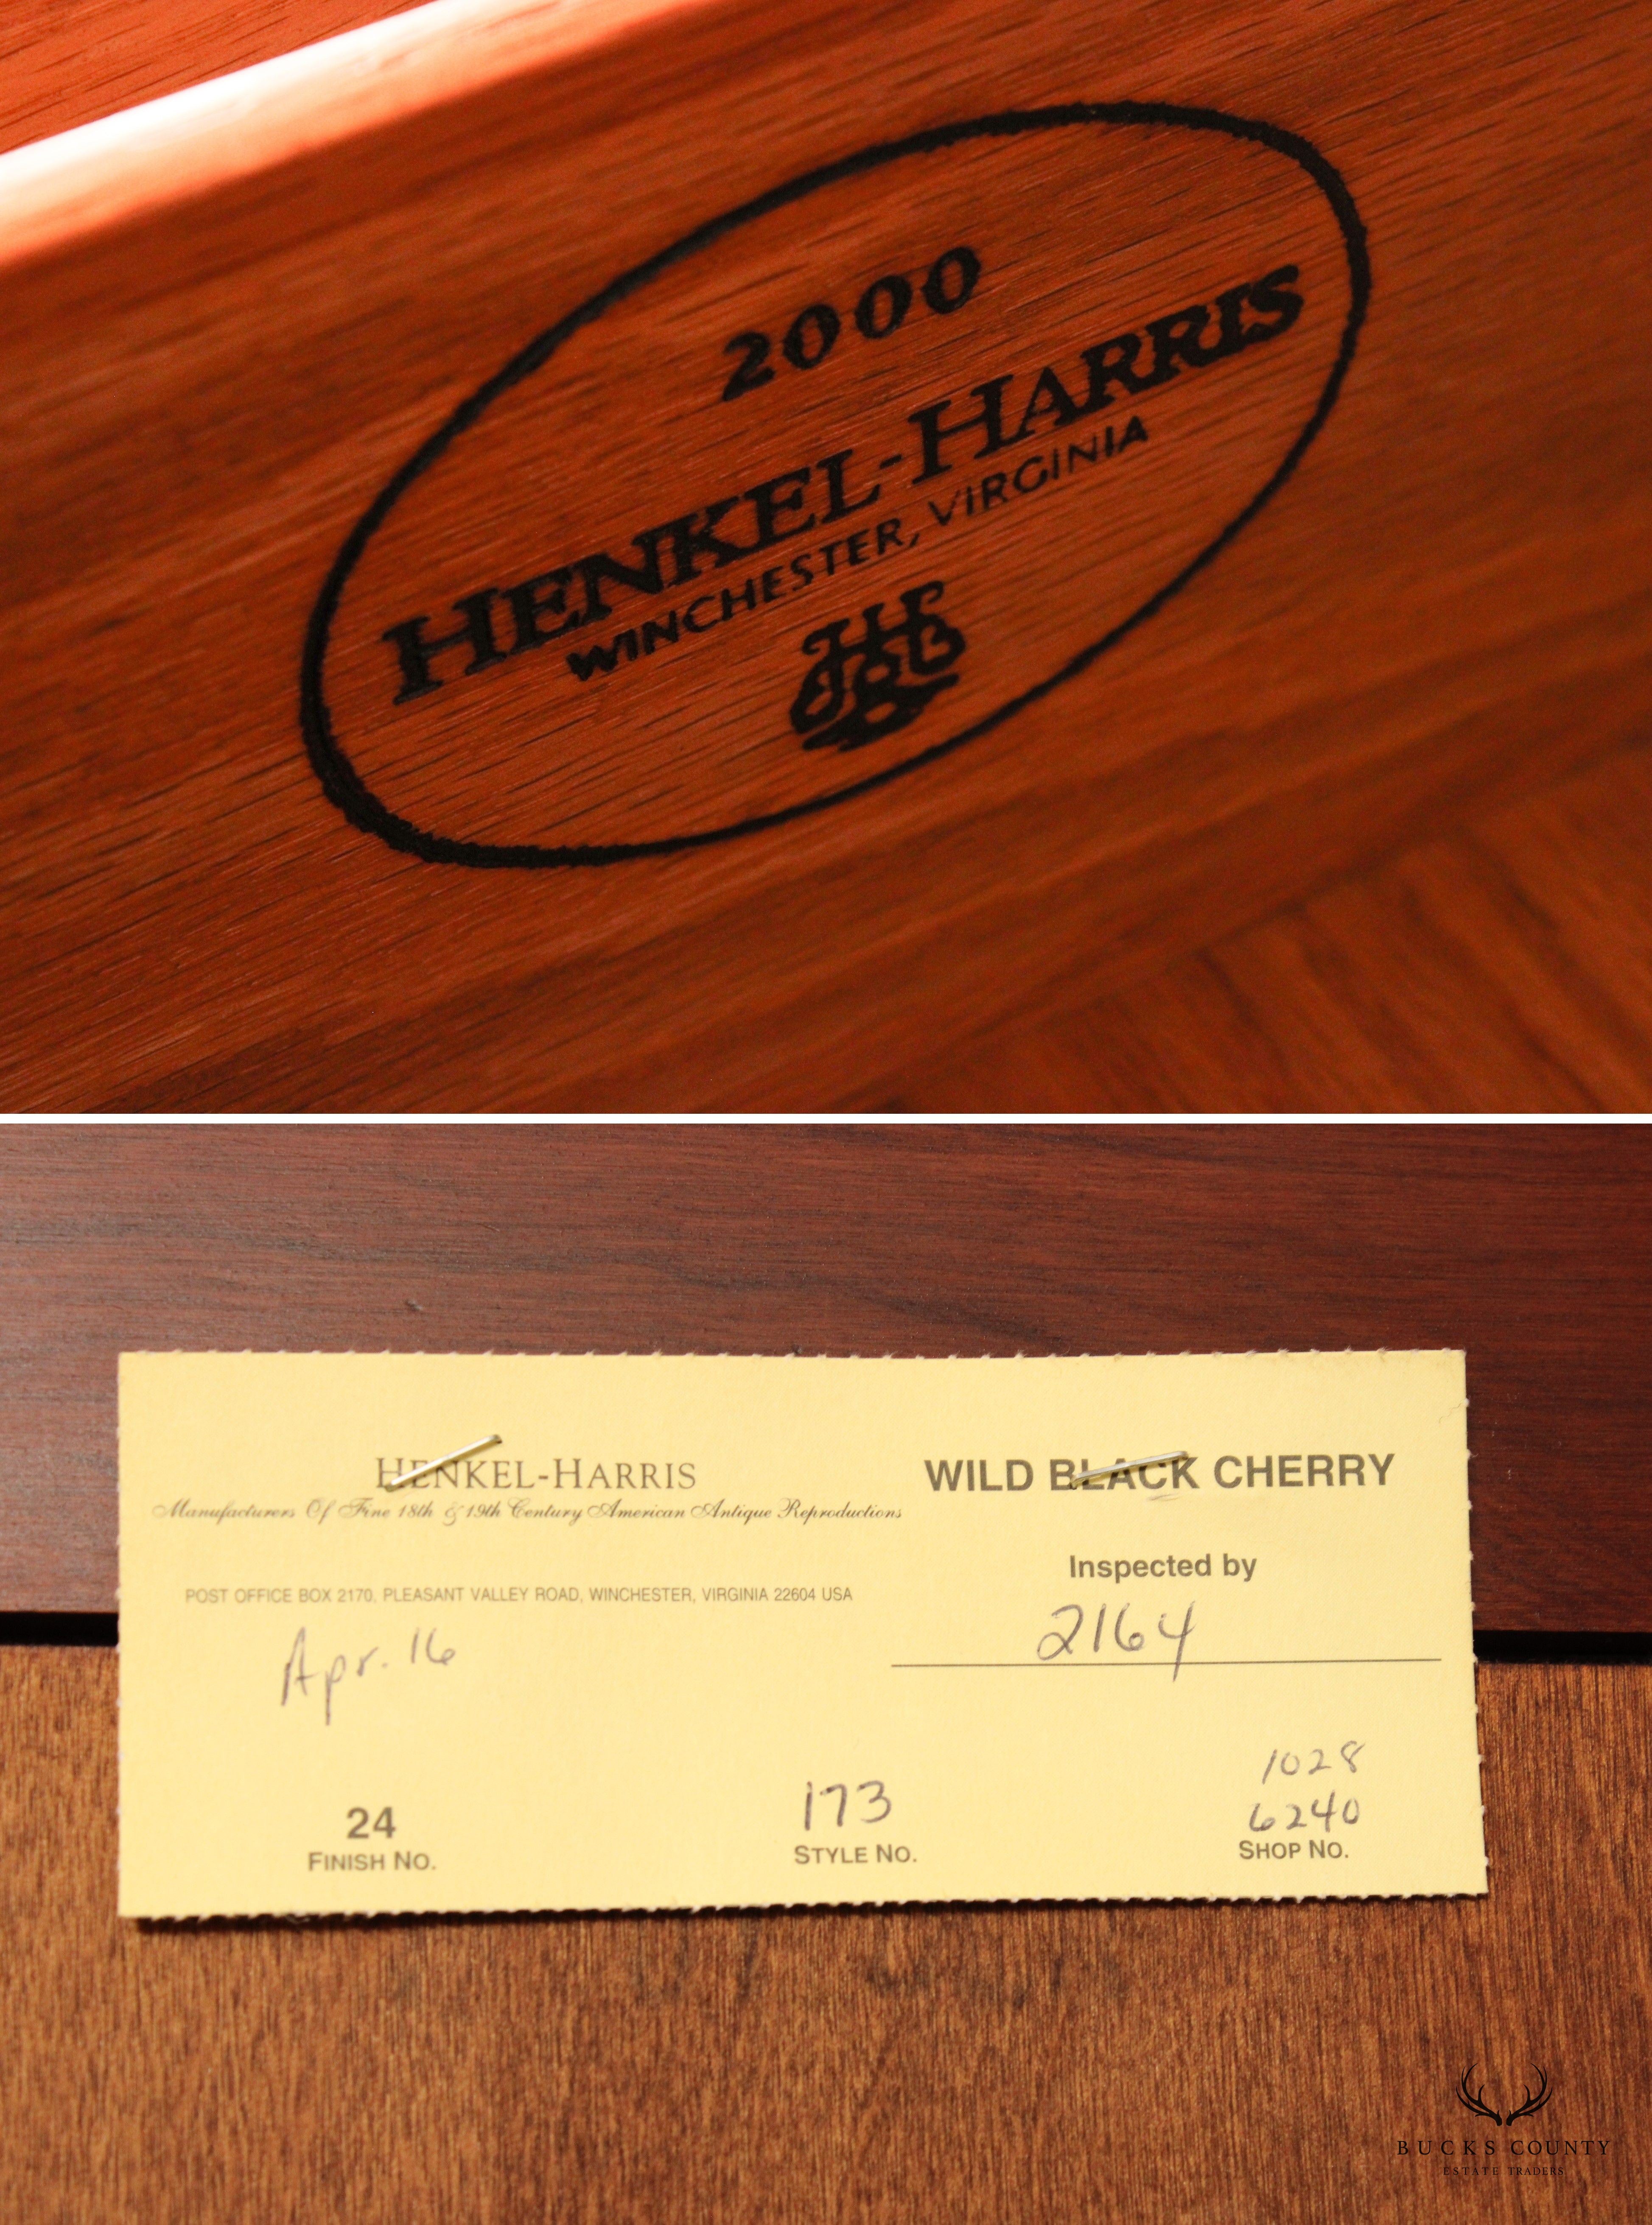 2000
HENKEL-HARRIS
WINCHESTER, VIRGINIA
HENKEL-HARRIS
Manufacturers Of Fine 18th & 19th Century American Antique Reproductions
POST OFFICE BOX 2170, PLEASANT VALLEY ROAD, WINCHESTER, VIRGINIA 22604 USA
Apr. 16
WILD BLACK CHERRY
Inspected by
2164
24
FINISH NO.
173
STYLE NO.
1028
6240
SHOP NO.
BUCKS COUNTY
ESTATE TRADERS